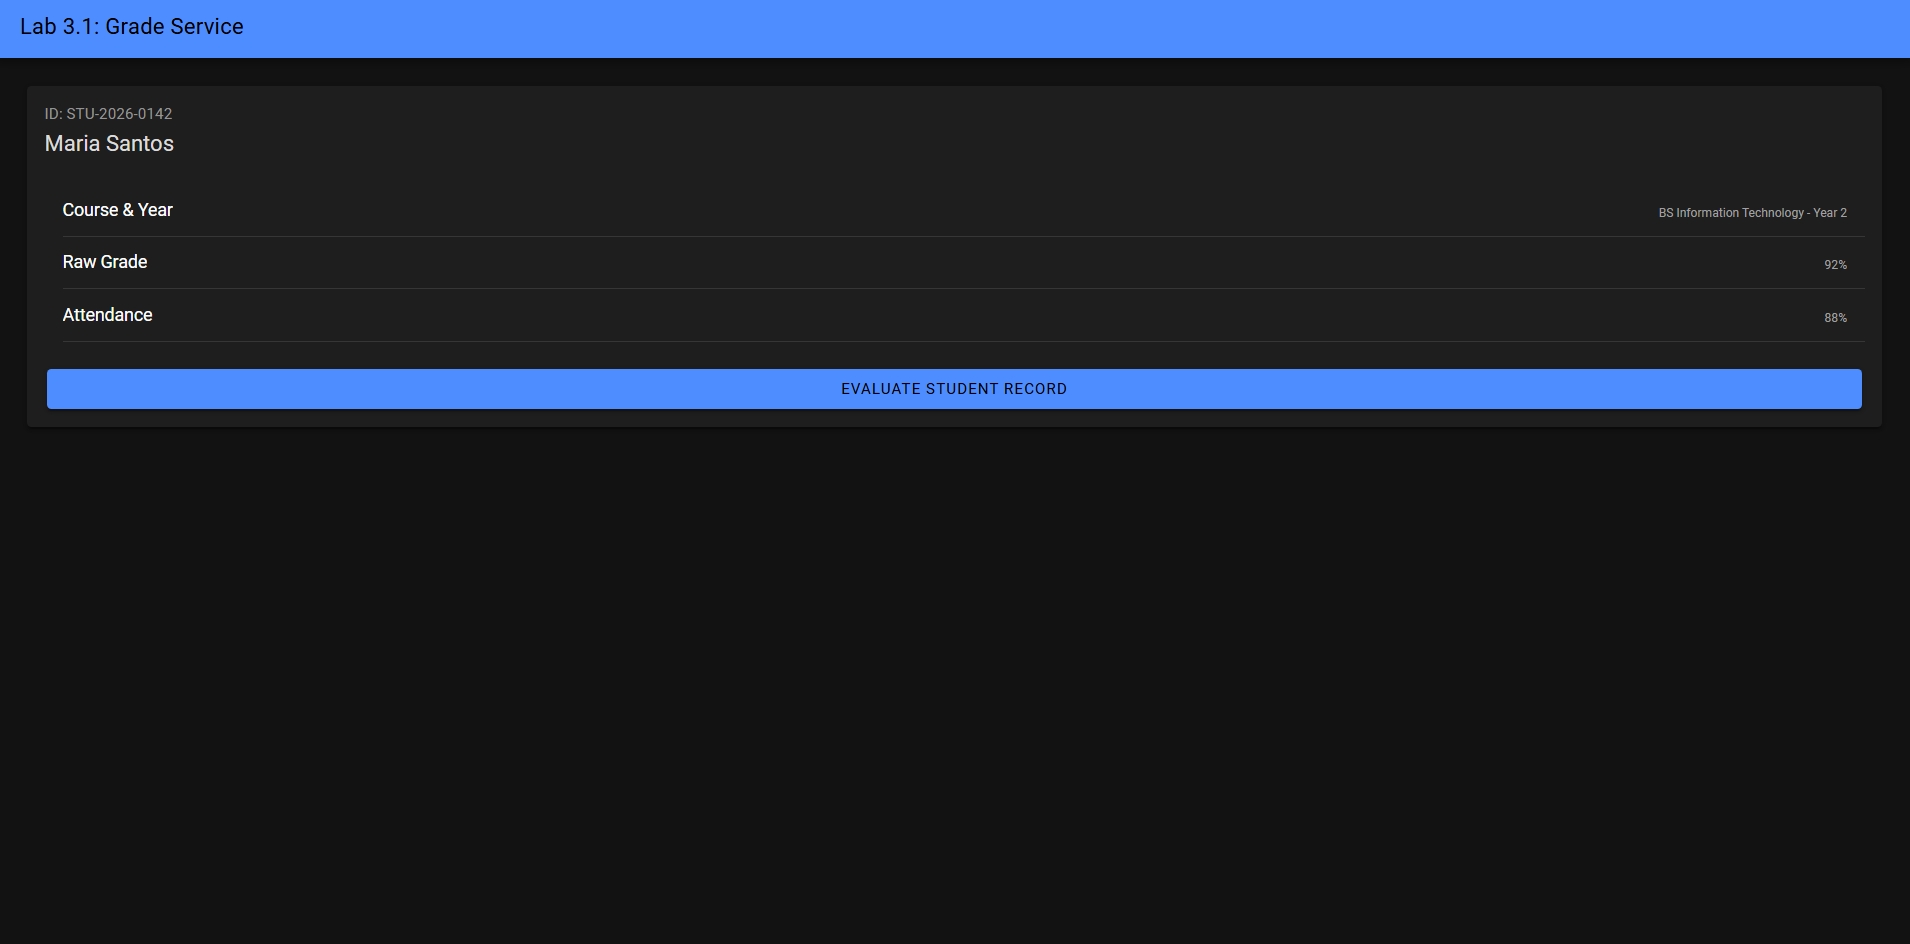 Lab 3.1: Grade Service
ID: STU-2026-0142
Maria Santos
Course & Year BS Information Technology - Year 2
Raw Grade 92%
Attendance 88%
EVALUATE STUDENT RECORD